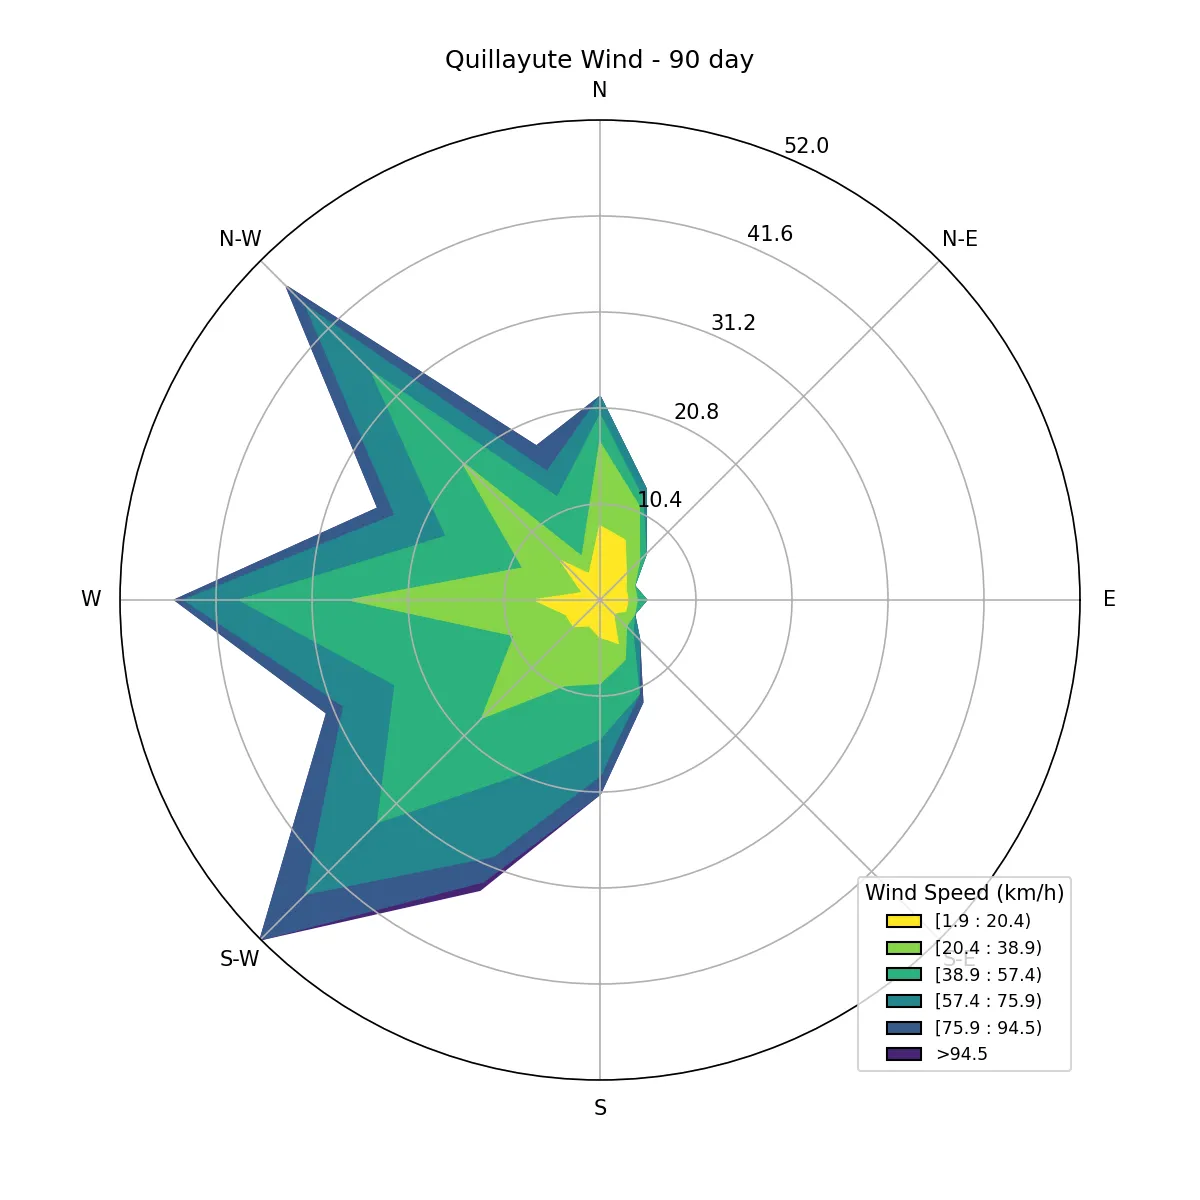 Quillayute Wind - 90 day
N
52.0
N-W
41.6
N-E
31.2
20.8
10.4
W
E
S-W
S-E
S
Wind Speed (km/h)
[1.9 : 20.4)
[20.4 : 38.9)
[38.9 : 57.4)
[57.4 : 75.9)
[75.9 : 94.5)
>94.5